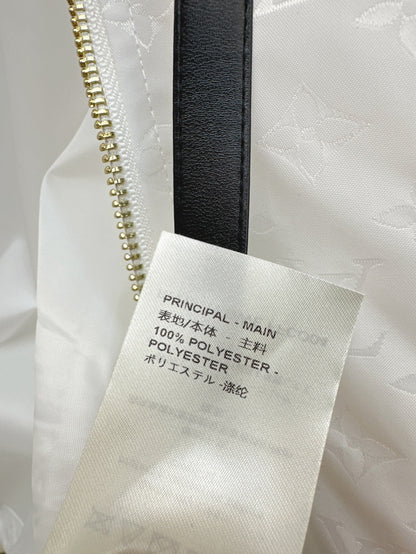 PRINCIPAL - MAIN
表地/本体 - 主料
100% POLYESTER -
POLYESTER
ポリエステル -涤纶